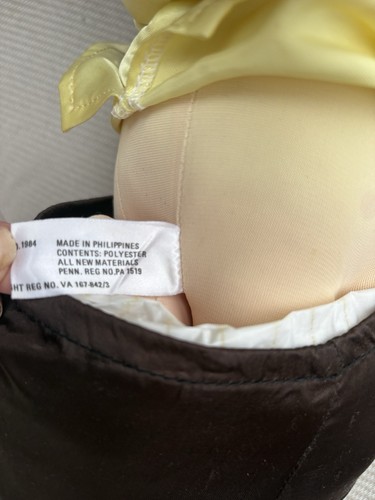 1984
MADE IN PHILIPPINES
CONTENTS: POLYESTER
ALL NEW MATERIALS
PENN. REG NO.PA 1519
HT REG NO. VA 167-842/3